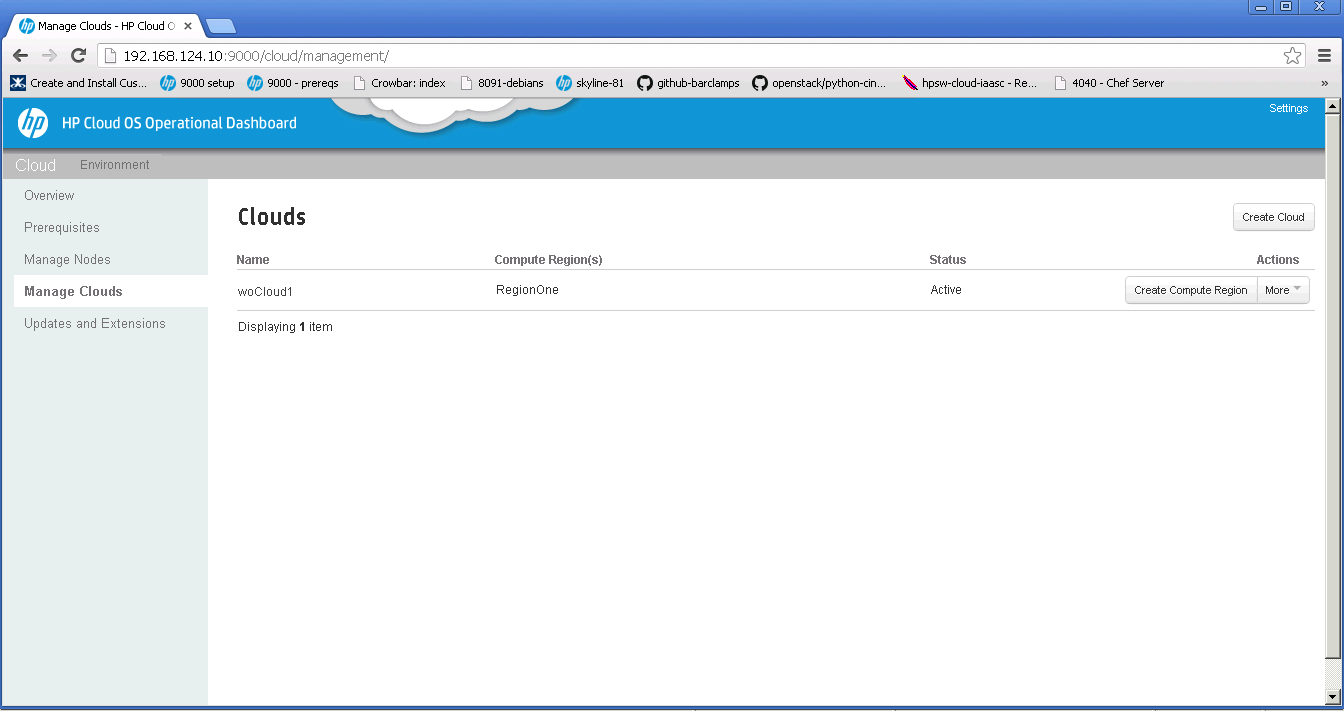 Manage Clouds - HP Cloud O
192.168.124.10:9000/cloud/management/
Create and Install Cus... 9000 setup 9000 - prereqs Crowbar: index 8091-debians skyline-81 github-barclamps openstack/python-cin... hpsw-cloud-iaasc - Re... 4040 - Chef Server »
hp HP Cloud OS Operational Dashboard Settings
Cloud Environment
Overview
Prerequisites
Manage Nodes
Manage Clouds
Updates and Extensions
Clouds Create Cloud
Name Compute Region(s) Status Actions
woCloud1 RegionOne Active Create Compute Region More
Displaying 1 item